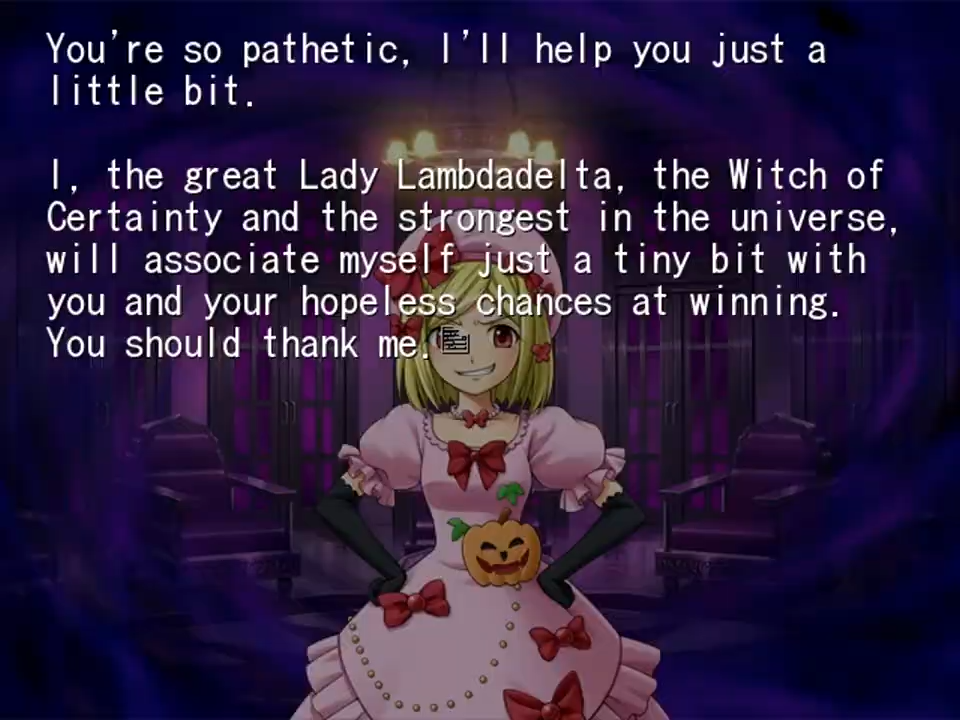 You're so pathetic, I'll help you just a
little bit.
I, the great Lady Lambdadelta, the Witch of
Certainty and the strongest in the universe,
will associate myself just a tiny bit with
you and your hopeless chances at winning.
You should thank me.